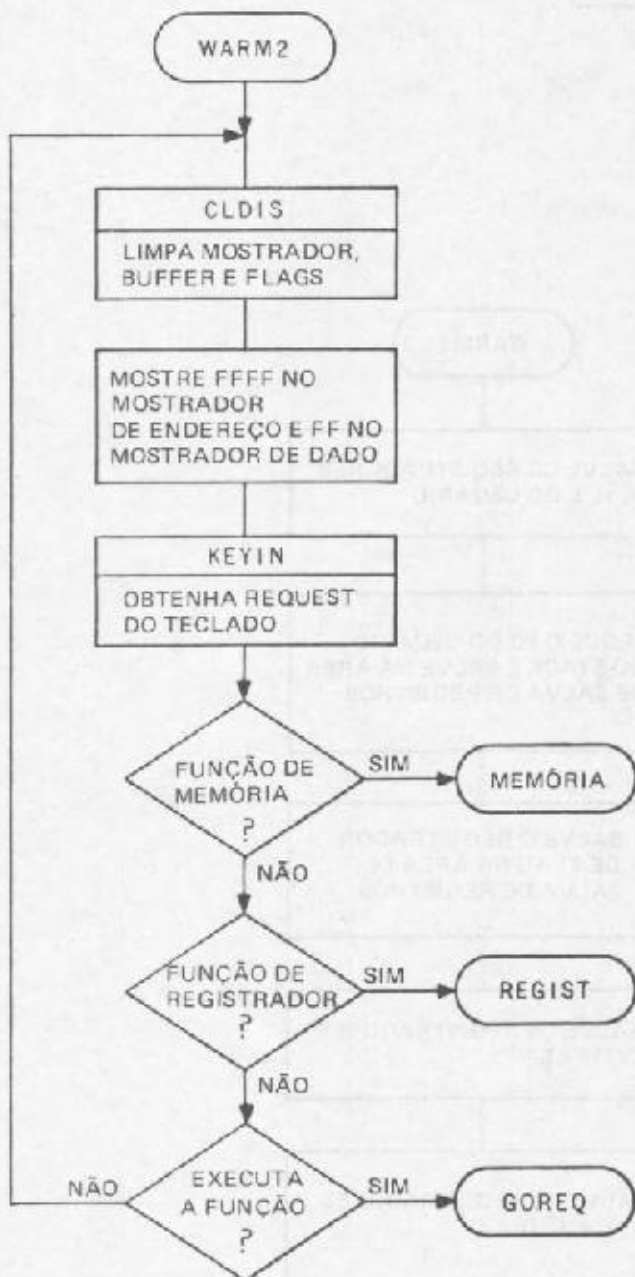 WARM2
CLDIS
LIMPA MOSTRADOR,
BUFFER E FLAGS
MOSTRE FFFF NO
MOSTRADOR
DE ENDEREÇO E FF NO
MOSTRADOR DE DADO
KEYIN
OBTENHA REQUEST
DO TECLADO
FUNÇÃO DE
MEMÓRIA
?
SIM
MEMÓRIA
NÃO
FUNÇÃO DE
REGISTRADOR
?
SIM
REGIST
NÃO
EXECUTA
A FUNÇÃO
?
NÃO
SIM
GOREQ